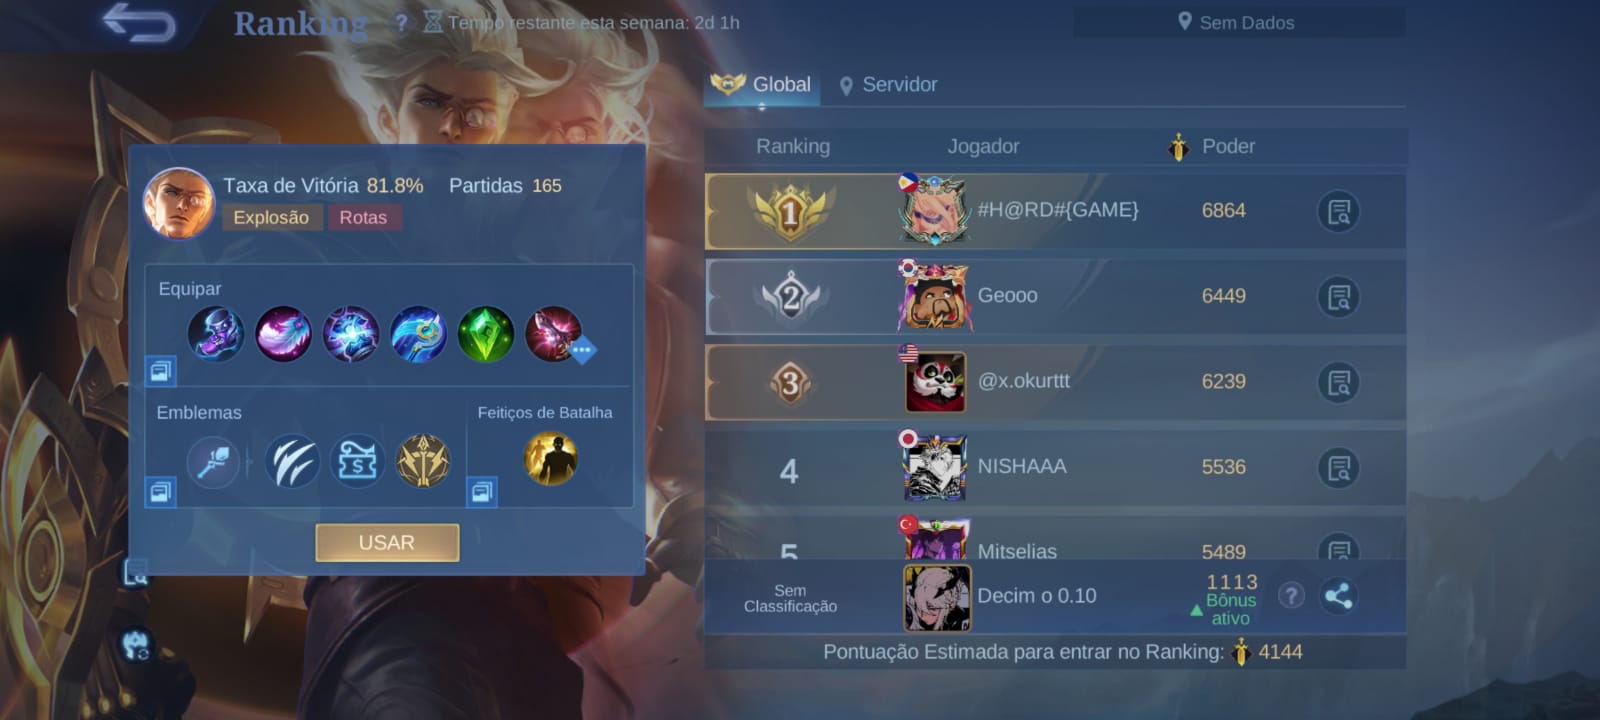 Ranking ? Tempo restante esta semana: 2d 1h
Sem Dados
Global Servidor
Taxa de Vitória 81.8% Partidas 165
Explosão Rotas
Equipar
Emblemas
Feitiços de Batalha
$
USAR
Ranking Jogador Poder
1 #H@RD#{GAME} 6864
2 Geooo 6449
3 @x.okurttt 6239
4 NISHAAA 5536
5 Mitselias 5489
Sem
Classificação
Decim o 0.10
1113
Bônus
ativo
?
Pontuação Estimada para entrar no Ranking: 4144